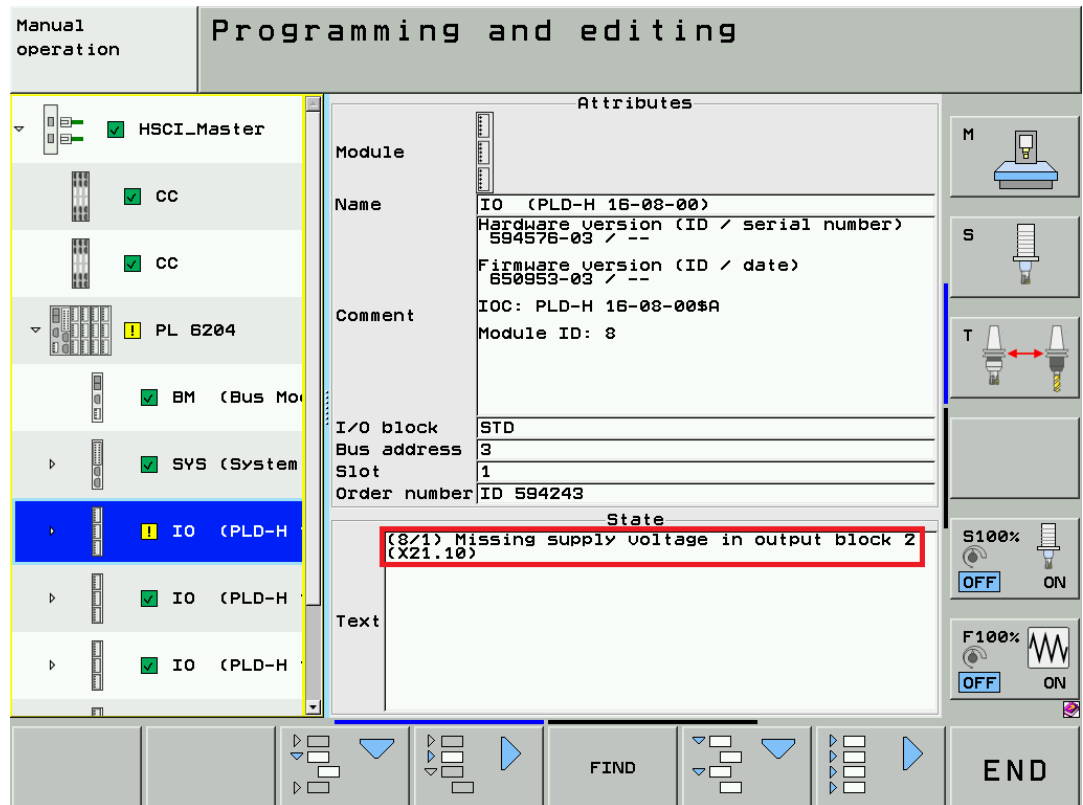 Manual
operation
Programming and editing
HSCI_Master
CC
CC
PL 6204
BM (Bus Mo
SYS (System
IO (PLD-H
IO (PLD-H
IO (PLD-H
Attributes
Module
Name
IO (PLD-H 16-08-00)
Comment
Hardware version (ID / serial number)
594576-03 / --
Firmware version (ID / date)
650953-03 / --
IOC: PLD-H 16-08-00$A
Module ID: 8
I/O block
STD
Bus address
3
Slot
1
Order number
ID 594243
State
Text
(8/1) Missing supply voltage in output block 2
(X21.10)
M
S
T
S100%
OFF ON
F100%
OFF ON
FIND
END